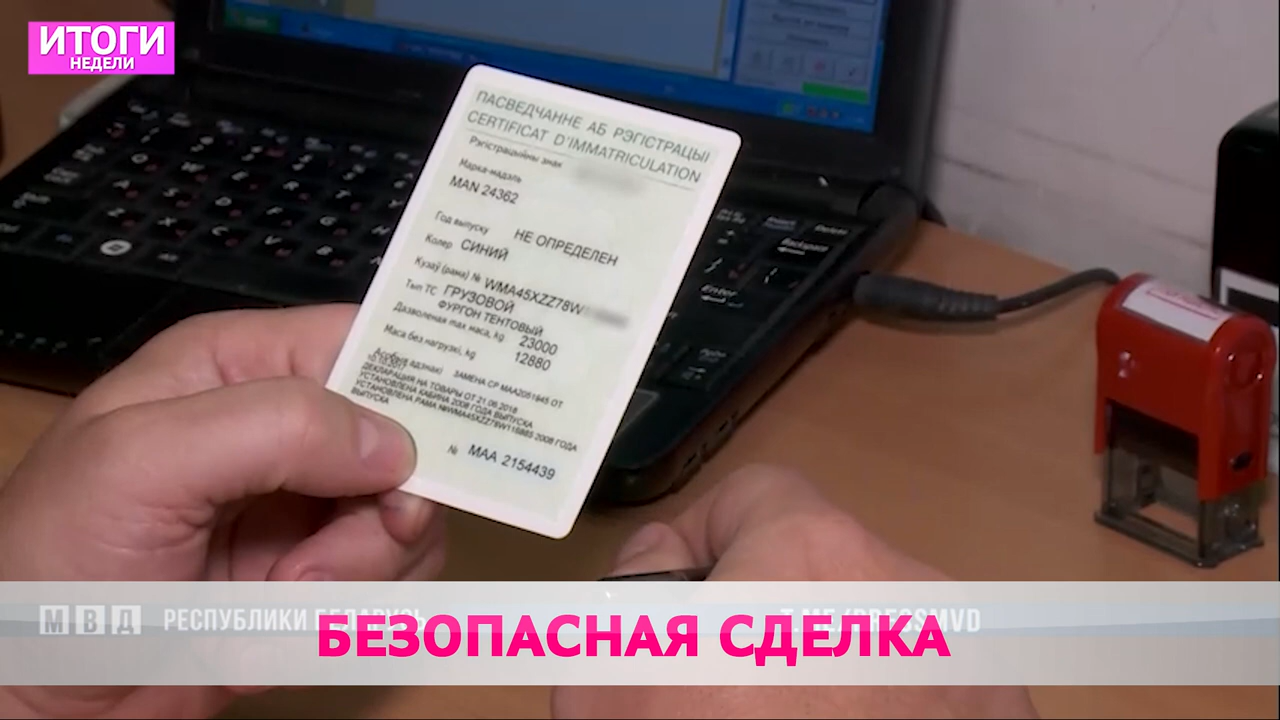 ИТОГИ
НЕДЕЛИ
ПАСВЕДЧАННЕ АБ РЭГІСТРАЦЫІ
CERTIFICAT D'IMMATRICULATION
Рэгістрацыйны знак
Марка-мадэль
MAN 24362
Год выпуску НЕ ОПРЕДЕЛЕН
Колер СИНИЙ
Кузаў (рама) № WMA45XZZ78W
Тып ТС ГРУЗОВОЙ
ФУРГОН ТЕНТОВЫЙ
Дазволеная max маса, kg 23000
Маса без нагрузкі, kg 12880
Асобыя адзнакі ЗАМЕНА СР МАА2051845 ОТ
ДЕКЛАРАЦИЯ НА ТОВАРЫ ОТ 21.06.2018
УСТАНОВЛЕНА КАБИНА 2008 ГОДА ВЫПУСКА
УСТАНОВЛЕНА РАМА 2008 ГОДА
ВЫПУСКА
№ МАА 2154439
Backspace
Enter
МВД РЕСПУБЛИКИ БЕЛАРУСЬ
T.ME/PRESSMVD
БЕЗОПАСНАЯ СДЕЛКА